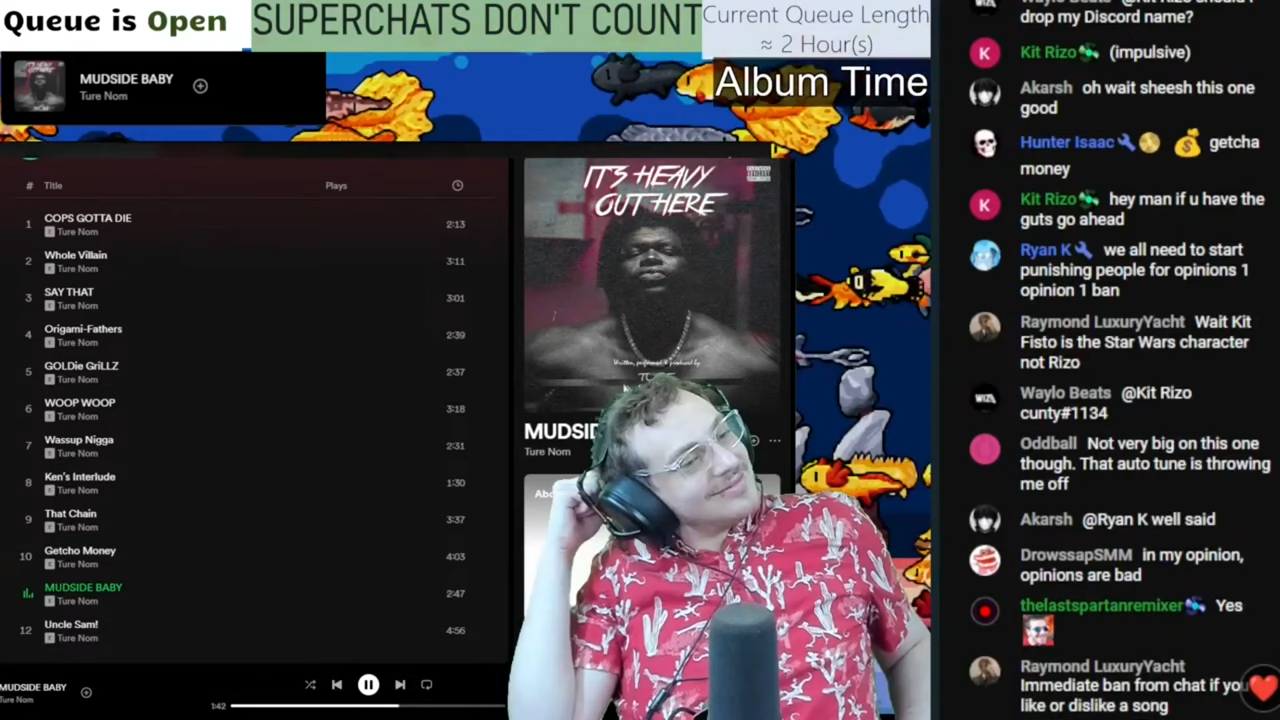 Queue is Open
SUPERCHATS DON'T COUNT
Current Queue Length
≈ 2 Hour(s)
Album Time
MUDSIDE BABY
Ture Nom
# Title Plays
1 COPS GOTTA DIE 2:13
E Ture Nom
2 Whole Villain 3:11
E Ture Nom
3 SAY THAT 3:01
E Ture Nom
4 Origami-Fathers 2:39
E Ture Nom
5 GOLDie GriLLZ 2:37
E Ture Nom
6 WOOP WOOP 3:18
E Ture Nom
7 Wassup Nigga 2:31
E Ture Nom
8 Ken's Interlude 1:30
E Ture Nom
9 That Chain 3:37
E Ture Nom
10 Getcho Money 4:03
E Ture Nom
MUDSIDE BABY 2:47
E Ture Nom
12 Uncle Sam! 4:56
E Ture Nom
MUDSIDE BABY
Ture Nom
1:42
IT'S HEAVY
OUT HERE
Written, performed & produced by
MUDSI
Ture Nom
Abo
drop my Discord name?
Kit Rizo (impulsive)
Akarsh oh wait sheesh this one
good
Hunter Isaac getcha
money
Kit Rizo hey man if u have the
guts go ahead
Ryan K we all need to start
punishing people for opinions 1
opinion 1 ban
Raymond LuxuryYacht Wait Kit
Fisto is the Star Wars character
not Rizo
Waylo Beats @Kit Rizo
cunty#1134
Oddball Not very big on this one
though. That auto tune is throwing
me off
Akarsh @Ryan K well said
DrowssapSMM in my opinion,
opinions are bad
thelastspartanremixer Yes
Raymond LuxuryYacht
Immediate ban from chat if you
like or dislike a song